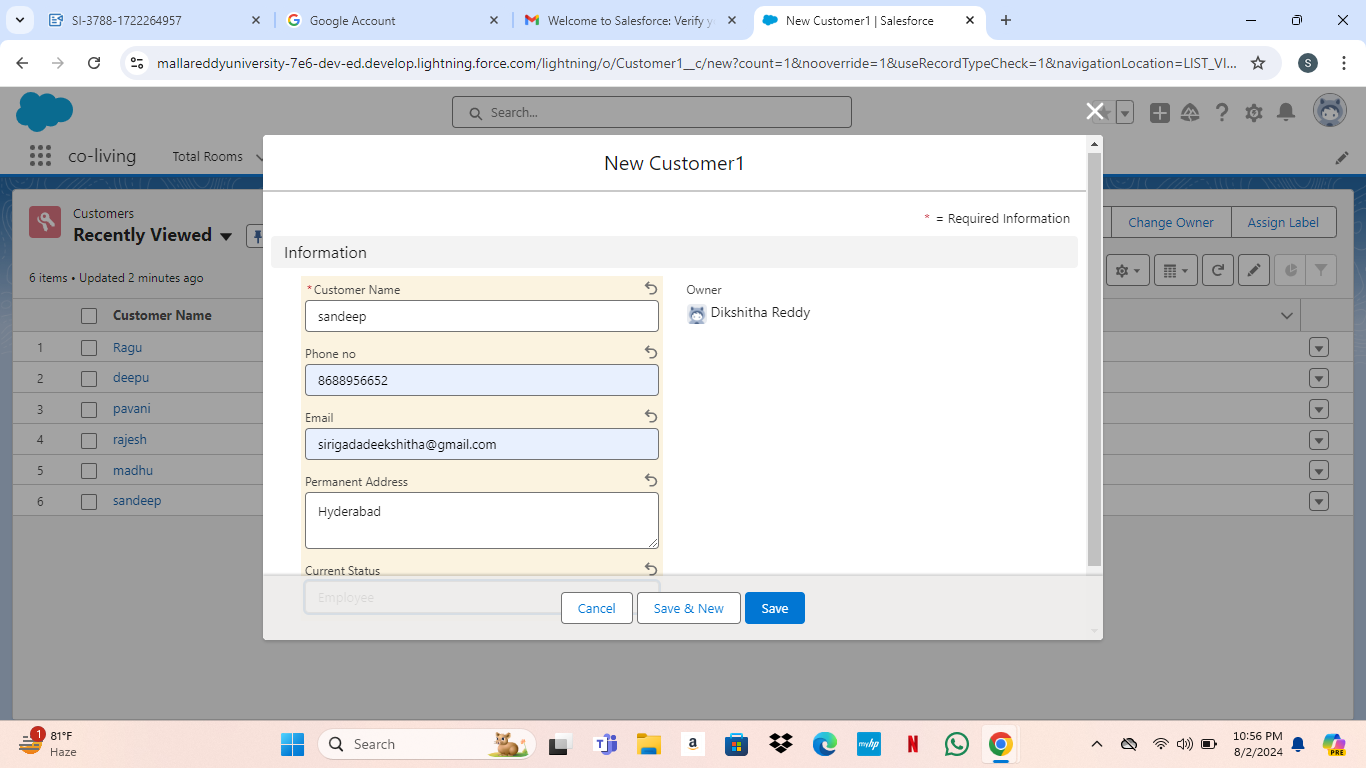 SI-3788-1722264957
Google Account
Welcome to Salesforce: Verify
New Customer1 | Salesforce
mallareddyuniversity-7e6-dev-ed.develop.lightning.force.com/lightning/o/Customer1__c/new?count=1&nooverride=1&useRecordTypeCheck=1&navigationLocation=LIST_VI...
S
Search...
co-living
Total Rooms
New Customer1
* = Required Information
Customers
Recently Viewed
Change Owner
Assign Label
Information
6 items • Updated 2 minutes ago
*Customer Name
sandeep
Owner
Dikshitha Reddy
Customer Name
1 Ragu
2 deepu
3 pavani
4 rajesh
5 madhu
6 sandeep
Phone no
8688956652
Email
sirigadadeekshitha@gmail.com
Permanent Address
Hyderabad
Current Status
Employee
Cancel
Save & New
Save
1
81°F
Haze
Search
a
myhp
N
10:56 PM
8/2/2024
PRE